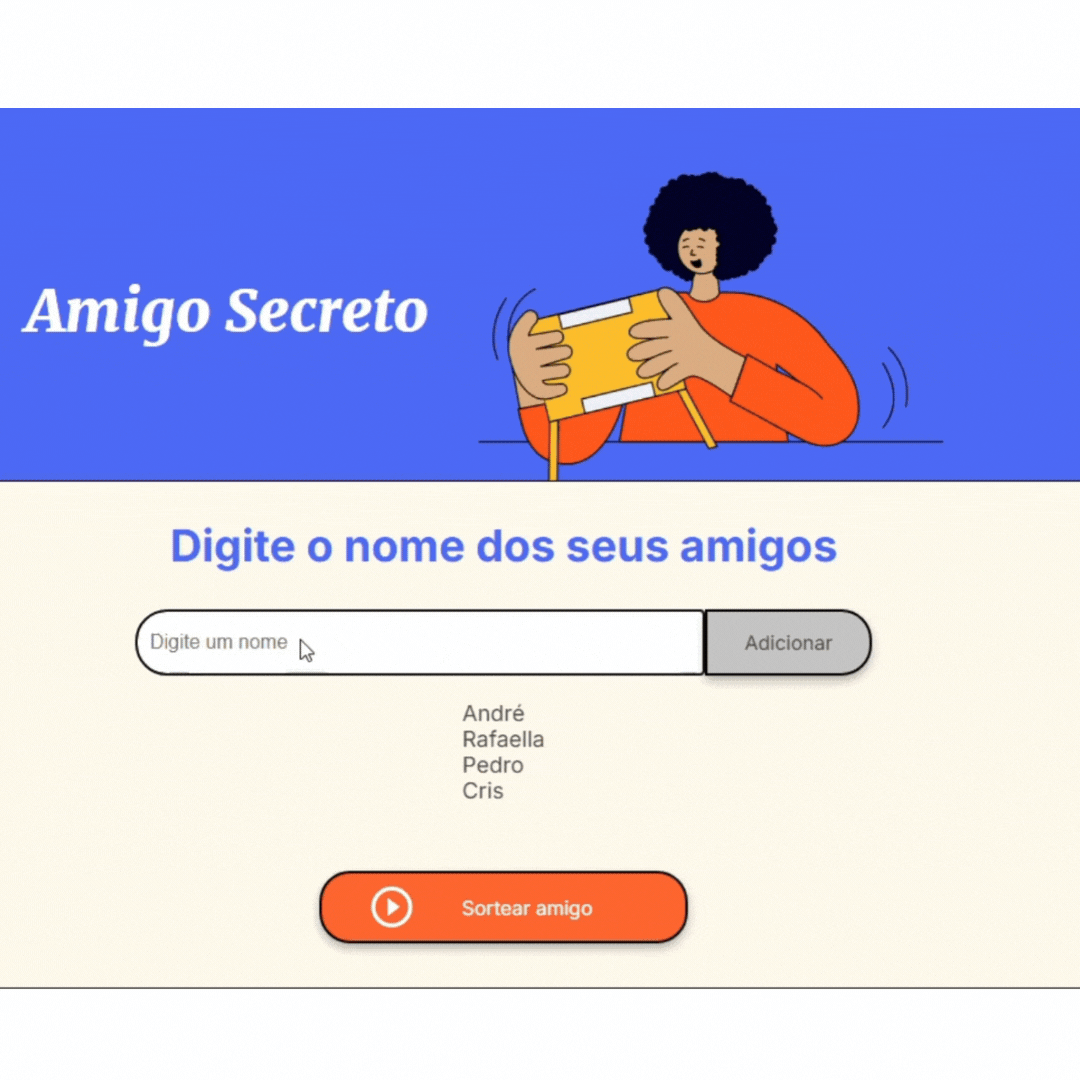 Amigo Secreto
Digite o nome dos seus amigos
Digite um nome
Adicionar
André
Rafaella
Pedro
Cris
Sortear amigo